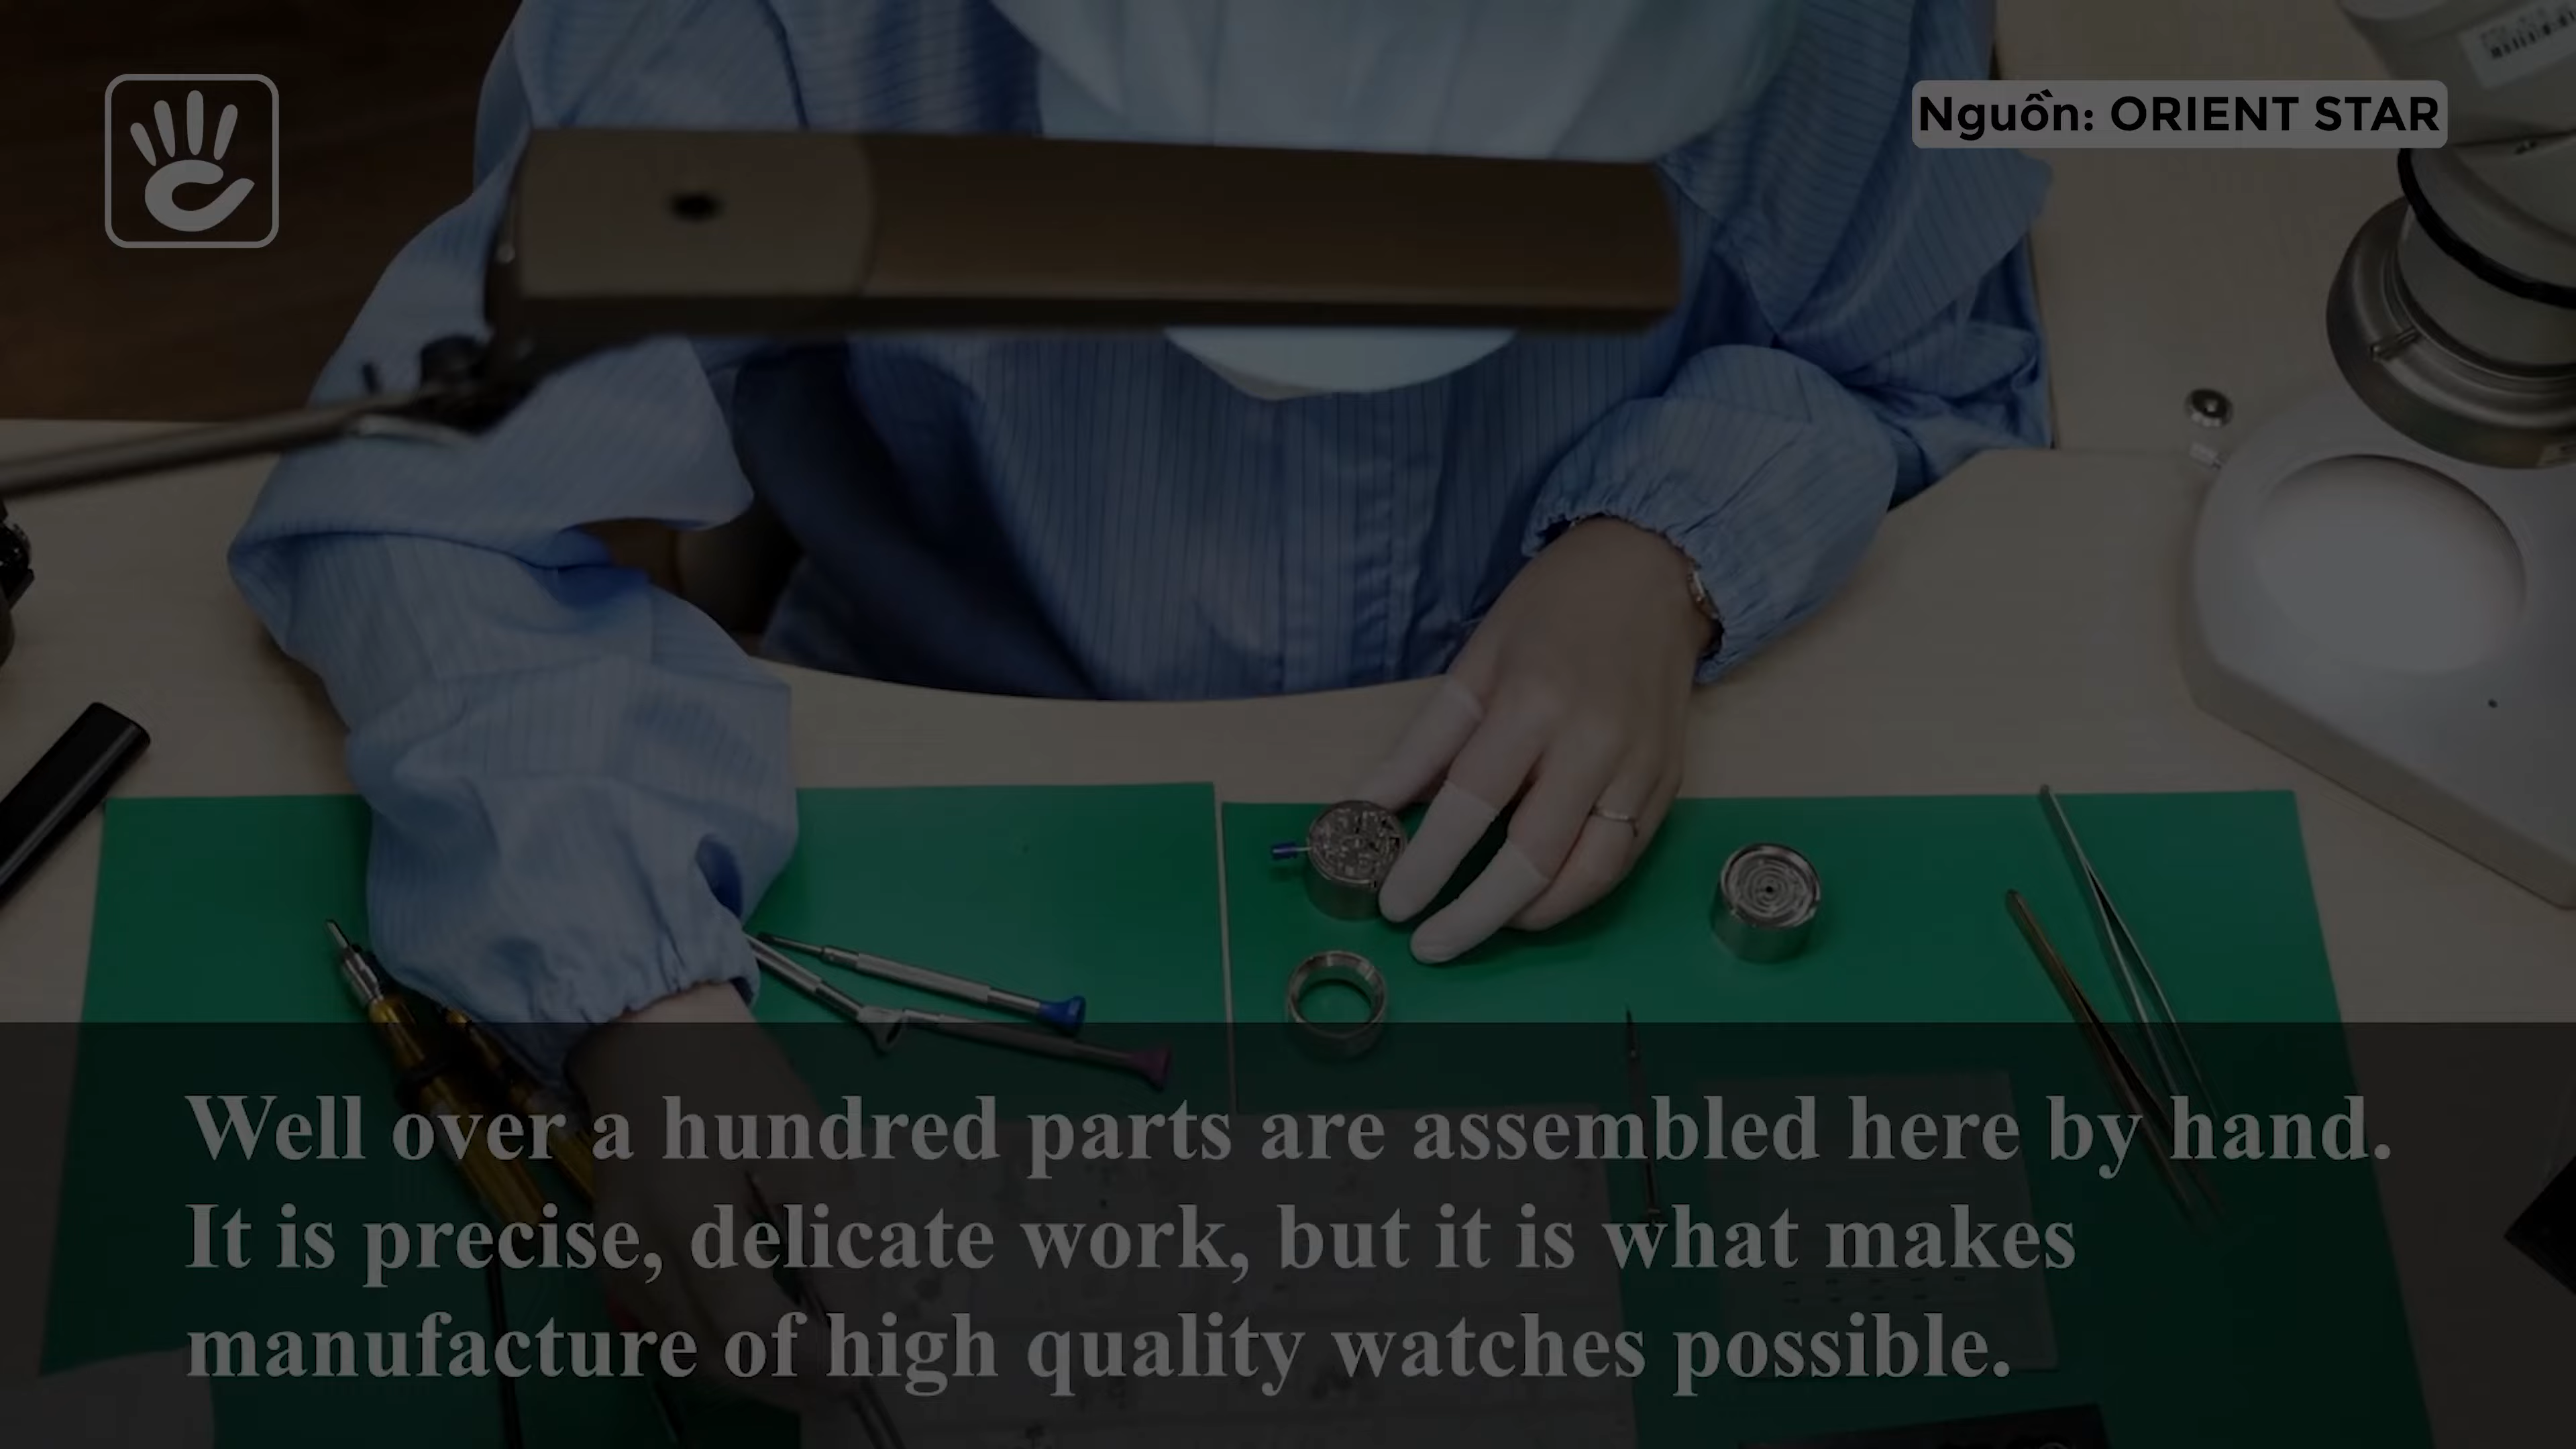 Nguồn: ORIENT STAR
Well over a hundred parts are assembled here by hand.
It is precise, delicate work, but it is what makes
manufacture of high quality watches possible.